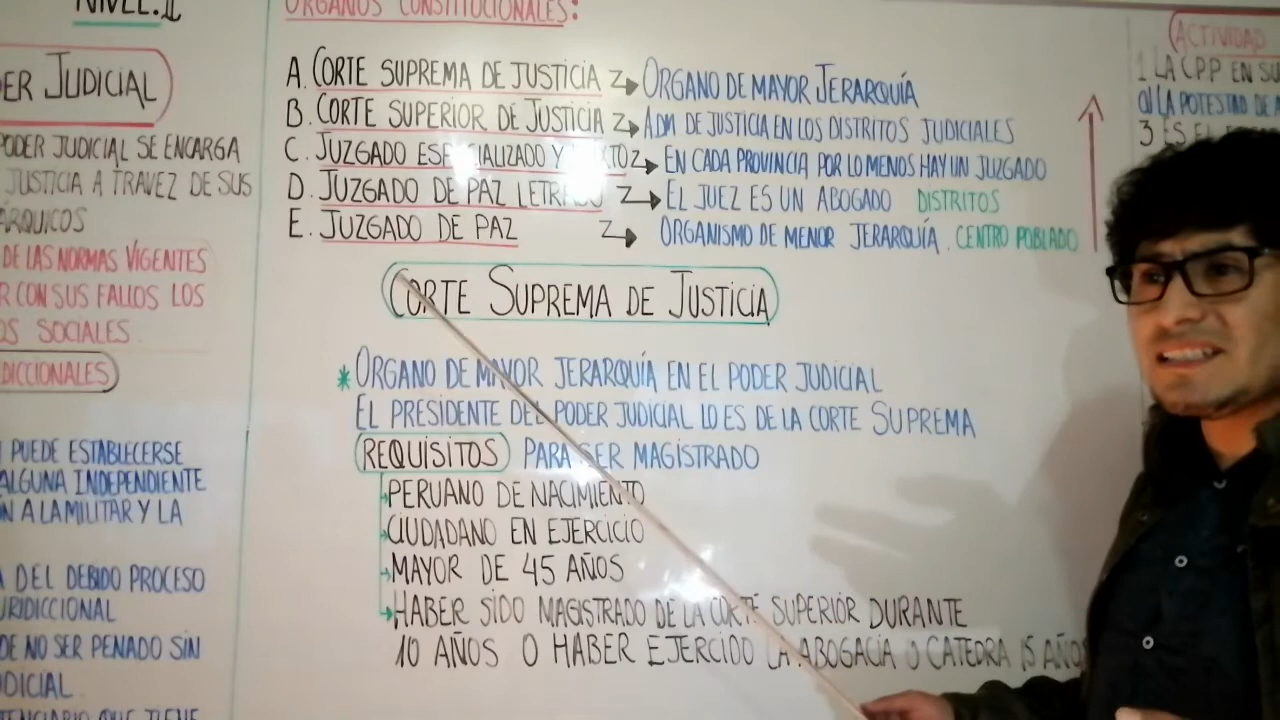 NIVEL:II
ER JUDICIAL
PODER JUDICIAL SE ENCARGA
JUSTICIA A TRAVEZ DE SUS
ÁRQUICOS
DE LAS NORMAS VIGENTES
R CON SUS FALLOS LOS
OS SOCIALES.
DICCIONALES
PUEDE ESTABLECERSE
ALGUNA INDEPENDIENTE
N A LA MILITAR Y LA
A DEL DEBIDO PROCESO
URIDICCIONAL
DE NO SER PENADO SIN
UDICIAL.
TENCIARIO QUE TIENE
ÓRGANOS CONSTITUCIONALES:
A. CORTE SUPREMA DE JUSTICIA → ORGANO DE MAYOR JERARQUÍA
B. CORTE SUPERIOR DE JUSTICIA → ADM DE JUSTICIA EN LOS DISTRITOS JUDICIALES
C. JUZGADO Y → EN CADA PROVINCIA POR LO MENOS HAY UN JUZGADO
D. JUZGADO DE PAZ → EL JUEZ ES UN ABOGADO DISTRITOS
E. JUZGADO DE PAZ → ORGANISMO DE MENOR JERARQUÍA. CENTRO POBLADO
CORTE SUPREMA DE JUSTICIA
* ORGANO DE MAYOR JERARQUÍA EN EL PODER JUDICIAL
EL PRESIDENTE DEL PODER JUDICIAL LO ES DE LA CORTE SUPREMA
REQUISITOS PARA SER MAGISTRADO
PERUANO DE NACIMIENTO
CIUDADANO EN EJERCICIO
MAYOR DE 45 AÑOS
HABER SIDO MAGISTRADO DE LA CORTE SUPERIOR DURANTE
10 AÑOS O HABER EJERCIDO LA ABOGACÍA O CATEDRA 15 AÑOS
ACTIVIDAD
1 LA CPP EN SU
a) LA POTESTAD DE A
3 ES EL